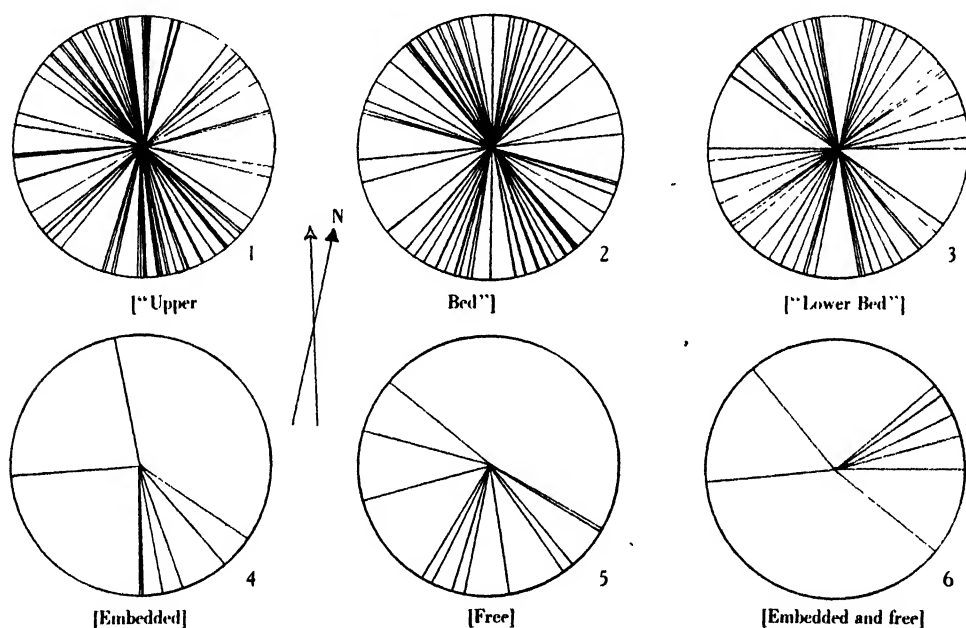 N
1
2
3
["Upper
Bed"]
["Lower Bed"]
4
5
6
[Embedded]
[Free]
[Embedded and free]